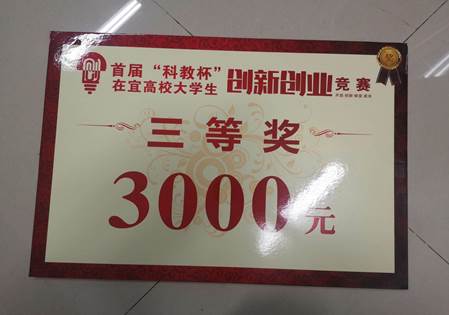 首届“科教杯”
在宜高校大学生
创新创业竞赛
三等奖
3000元